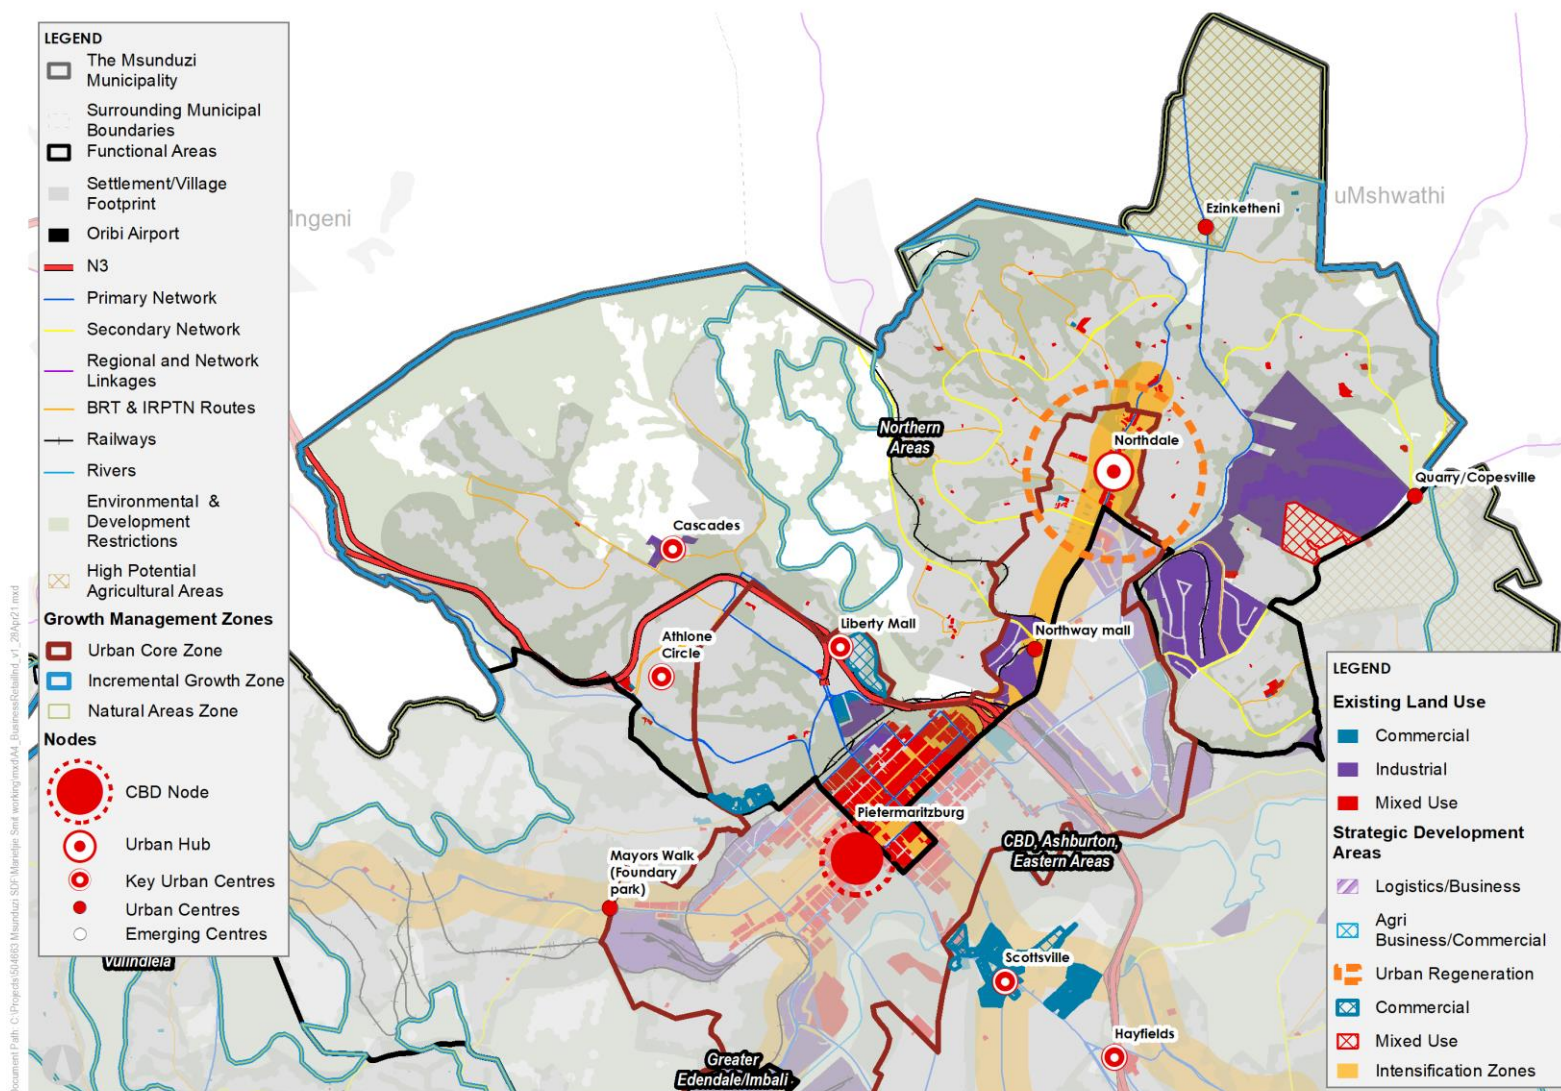 LEGEND
The Msunduzi
Municipality
Surrounding Municipal
Boundaries
Functional Areas
Settlement/Village
Footprint
Oribi Airport
N3
Primary Network
Secondary Network
Regional and Network
Linkages
BRT & IRPTN Routes
Railways
Rivers
Environmental &
Development
Restrictions
High Potential
Agricultural Areas
Growth Management Zones
Urban Core Zone
Incremental Growth Zone
Natural Areas Zone
Nodes
CBD Node
Urban Hub
Key Urban Centres
Urban Centres
Emerging Centres
Vulindlela
Ngeni
uMshwathi
Ezinketheni
Northern
Areas
Northdale
Quarry/Copesville
Cascades
Liberty Mall
Northway mall
Athlone
Circle
Pietermaritzburg
CBD, Ashburton,
Eastern Areas
Mayors Walk
(Foundary
park)
Scottsville
Hayfields
Greater
Edendale/Imbali
LEGEND
Existing Land Use
Commercial
Industrial
Mixed Use
Strategic Development
Areas
Logistics/Business
Agri
Business/Commercial
Urban Regeneration
Commercial
Mixed Use
Intensification Zones